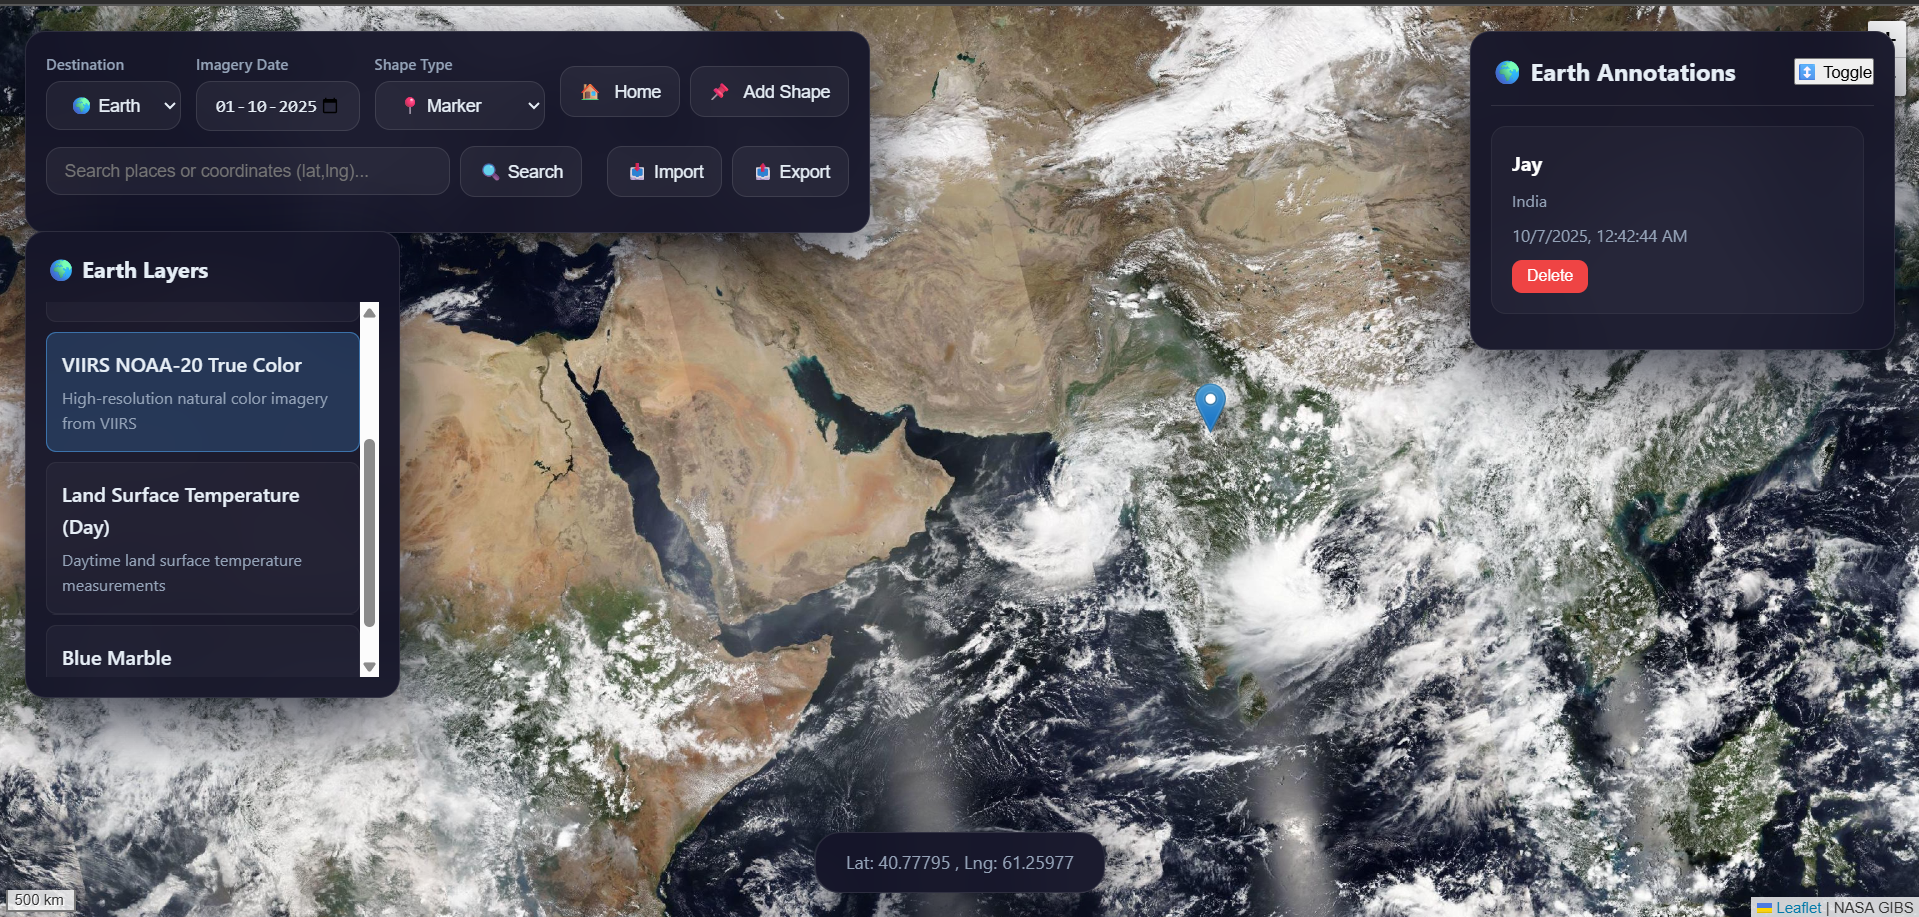 Destination
Imagery Date
Shape Type
Earth
01-10-2025
Marker
Home
Add Shape
Search places or coordinates (lat,lng)...
Search
Import
Export
Earth Layers
VIIRS NOAA-20 True Color
High-resolution natural color imagery
from VIIRS
Land Surface Temperature
(Day)
Daytime land surface temperature
measurements
Blue Marble
Earth Annotations
Toggle
Jay
India
10/7/2025, 12:42:44 AM
Delete
Lat: 40.77795 , Lng: 61.25977
500 km
Leaflet | NASA GIBS